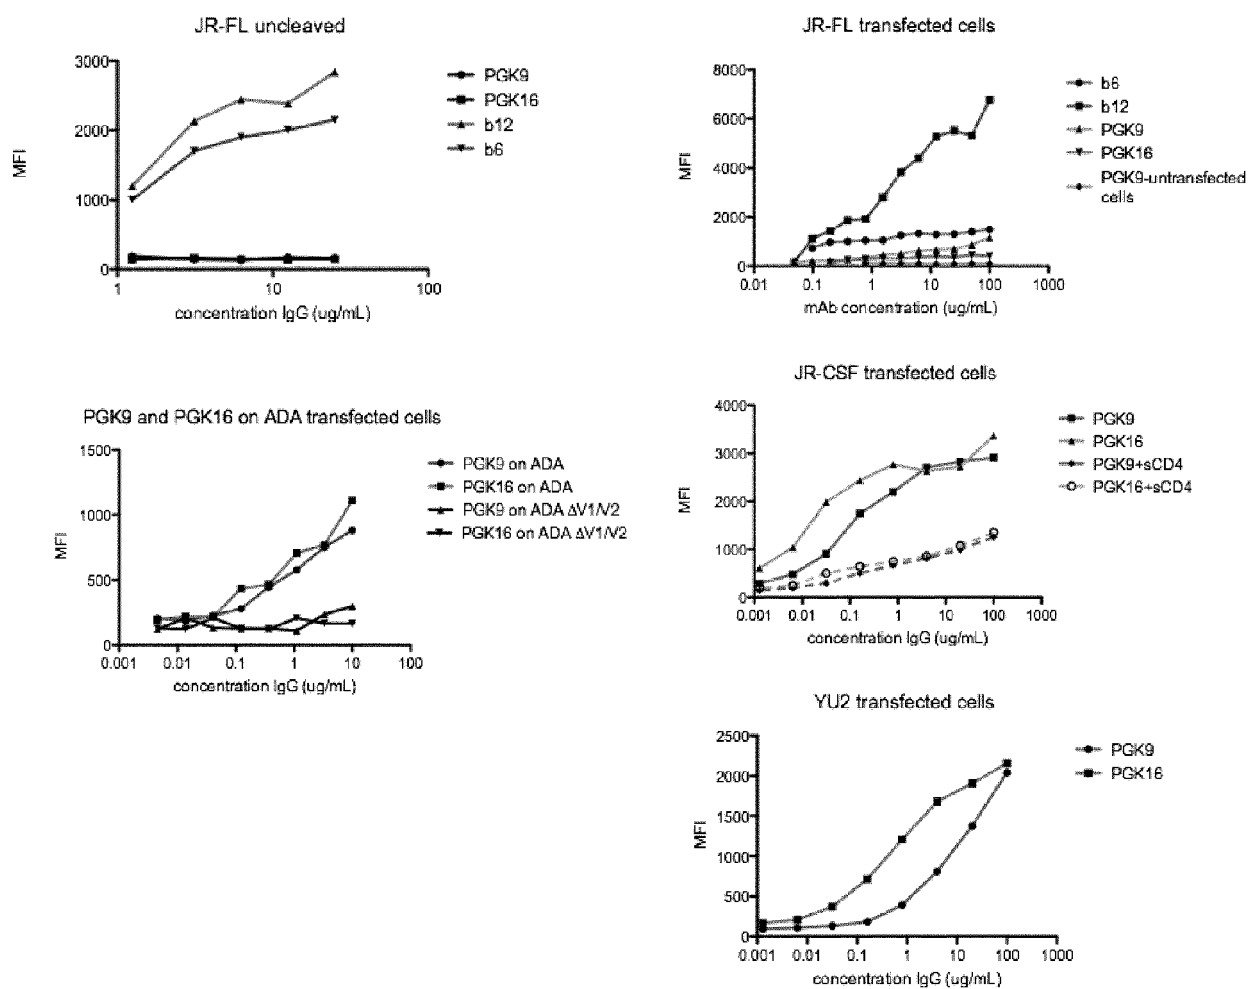 JR-FL uncleaved
3000
2000
1000
0
1
10
100
MFI
concentration IgG (ug/mL)
PGK9
PGK16
b12
b6
JR-FL transfected cells
8000
6000
4000
2000
0
0.01
0.1
1
10
100
1000
MFI
mAb concentration (ug/mL)
b6
b12
PGK9
PGK16
PGK9-untransfected
cells
PGK9 and PGK16 on ADA transfected cells
1500
1000
500
0
0.001
0.01
0.1
1
10
100
MFI
concentration IgG (ug/mL)
PGK9 on ADA
PGK16 on ADA
PGK9 on ADA ΔV1/V2
PGK16 on ADA ΔV1/V2
JR-CSF transfected cells
4000
3000
2000
1000
0
0.001
0.01
0.1
1
10
100
1000
MFI
concentration IgG (ug/mL)
PGK9
PGK16
PGK9+sCD4
PGK16+sCD4
YU2 transfected cells
2500
2000
1500
1000
500
0
0.001
0.01
0.1
1
10
100
1000
MFI
concentration IgG (ug/mL)
PGK9
PGK16